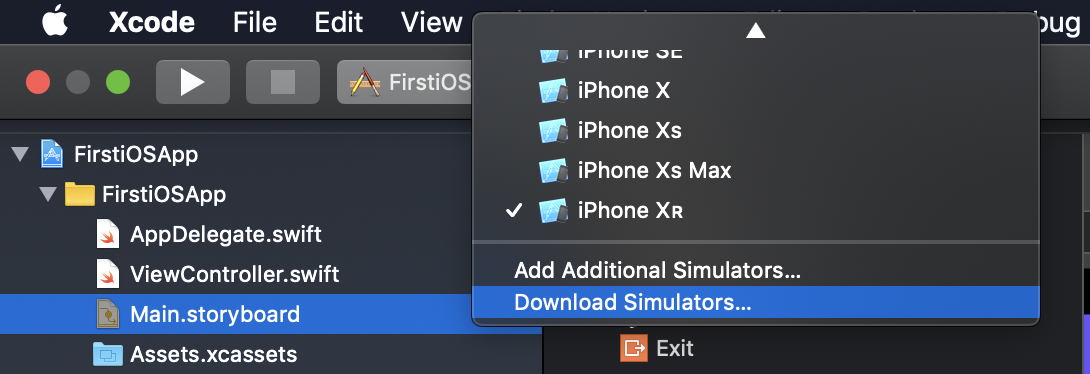 Xcode File Edit View bug
iPhone SE
FirstiOS
iPhone X
iPhone Xs
FirstiOSApp
iPhone Xs Max
FirstiOSApp
iPhone XR
AppDelegate.swift
ViewController.swift
Add Additional Simulators...
Main.storyboard
Download Simulators...
Assets.xcassets
Exit